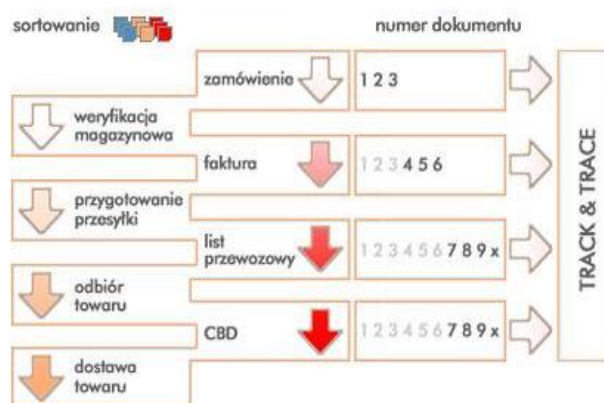 sortowanie
numer dokumentu
zamówienie
1 2 3
weryfikacja
magazynowa
faktura
1 2 3 4 5 6
przygotowanie
przesyłki
list
przewozowy
1 2 3 4 5 6 7 8 9 x
odbiór
towaru
CBD
1 2 3 4 5 6 7 8 9 x
dostawa
towaru
TRACK & TRACE